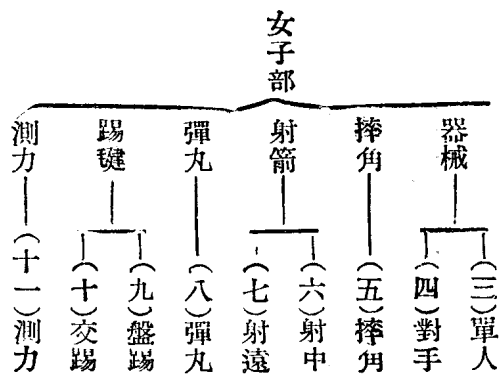 女子部
器械
摔角
射箭
彈丸
踢毽
測力
（三）單人
（四）對手
（五）摔角
（六）射中
（七）射遠
（八）彈丸
（九）盤踢
（十）交踢
（十一）測力